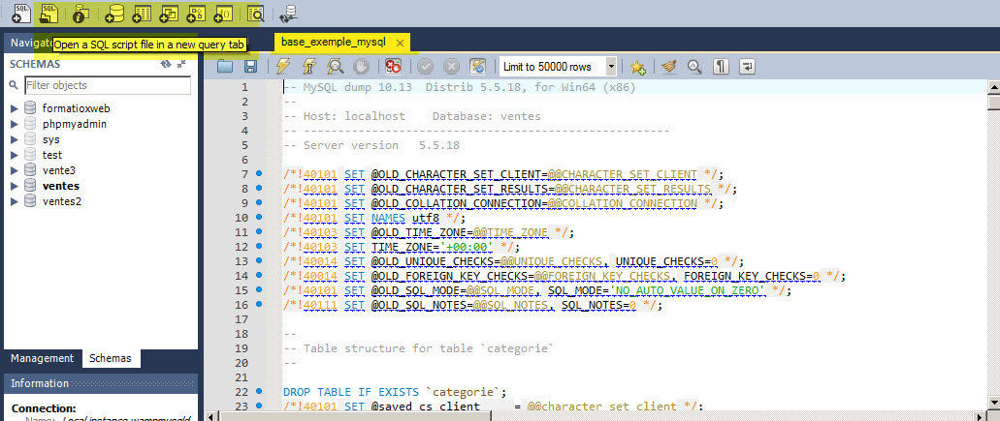 Navigat
Open a SQL script file in a new query tab
base_exemple_mysql
SCHEMAS
Filter objects
formatioxweb
phpmyadmin
sys
test
vente3
ventes
ventes2
Management Schemas
Information
Connection:
Name: Local instance wampmysqld
Limit to 50000 rows
1 -- MySQL dump 10.13  Distrib 5.5.18, for Win64 (x86)
2 --
3 -- Host: localhost    Database: ventes
4 -- ------------------------------------------------------
5 -- Server version   5.5.18
6
7 /*!40101 SET @OLD_CHARACTER_SET_CLIENT=@@CHARACTER_SET_CLIENT */;
8 /*!40101 SET @OLD_CHARACTER_SET_RESULTS=@@CHARACTER_SET_RESULTS */;
9 /*!40101 SET @OLD_COLLATION_CONNECTION=@@COLLATION_CONNECTION */;
10 /*!40101 SET NAMES utf8 */;
11 /*!40103 SET @OLD_TIME_ZONE=@@TIME_ZONE */;
12 /*!40103 SET TIME_ZONE='+00:00' */;
13 /*!40014 SET @OLD_UNIQUE_CHECKS=@@UNIQUE_CHECKS, UNIQUE_CHECKS=0 */;
14 /*!40014 SET @OLD_FOREIGN_KEY_CHECKS=@@FOREIGN_KEY_CHECKS, FOREIGN_KEY_CHECKS=0 */;
15 /*!40101 SET @OLD_SQL_MODE=@@SQL_MODE, SQL_MODE='NO_AUTO_VALUE_ON_ZERO' */;
16 /*!40111 SET @OLD_SQL_NOTES=@@SQL_NOTES, SQL_NOTES=0 */;
17
18 --
19 -- Table structure for table `categorie`
20 --
21
22 DROP TABLE IF EXISTS `categorie`;
23 /*!40101 SET @saved_cs_client     = @@character_set_client */;